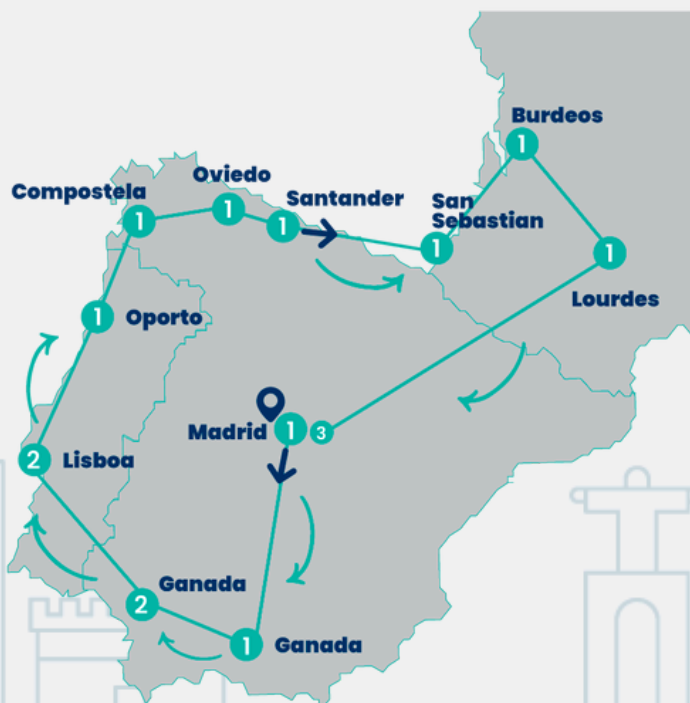 Burdeos
1
Oviedo
Compostela
Santander
San
Sebastian
1
1
1
1
1
Lourdes
1
Oporto
Madrid
1
3
2
Lisboa
Ganada
2
1
Ganada